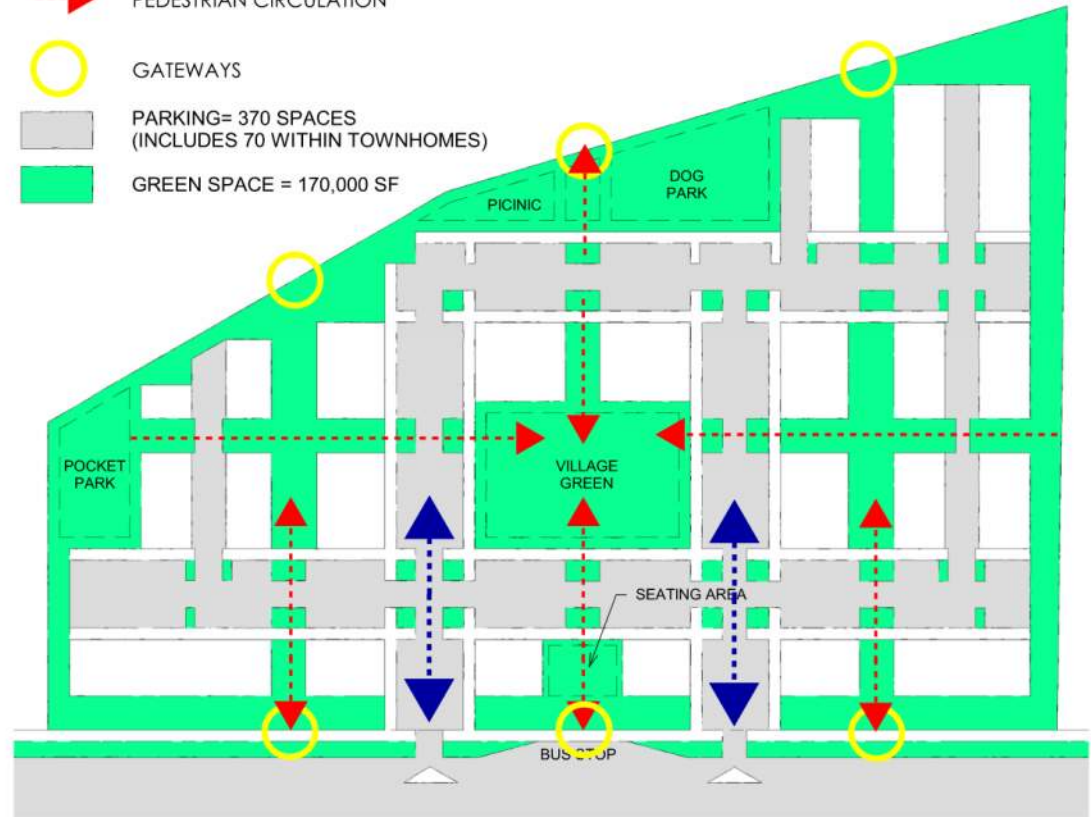 PEDESTRIAN CIRCULATION
GATEWAYS
PARKING= 370 SPACES
(INCLUDES 70 WITHIN TOWNHOMES)
GREEN SPACE = 170,000 SF
DOG
PARK
PICINIC
POCKET
PARK
VILLAGE
GREEN
SEATING AREA
BUS STOP